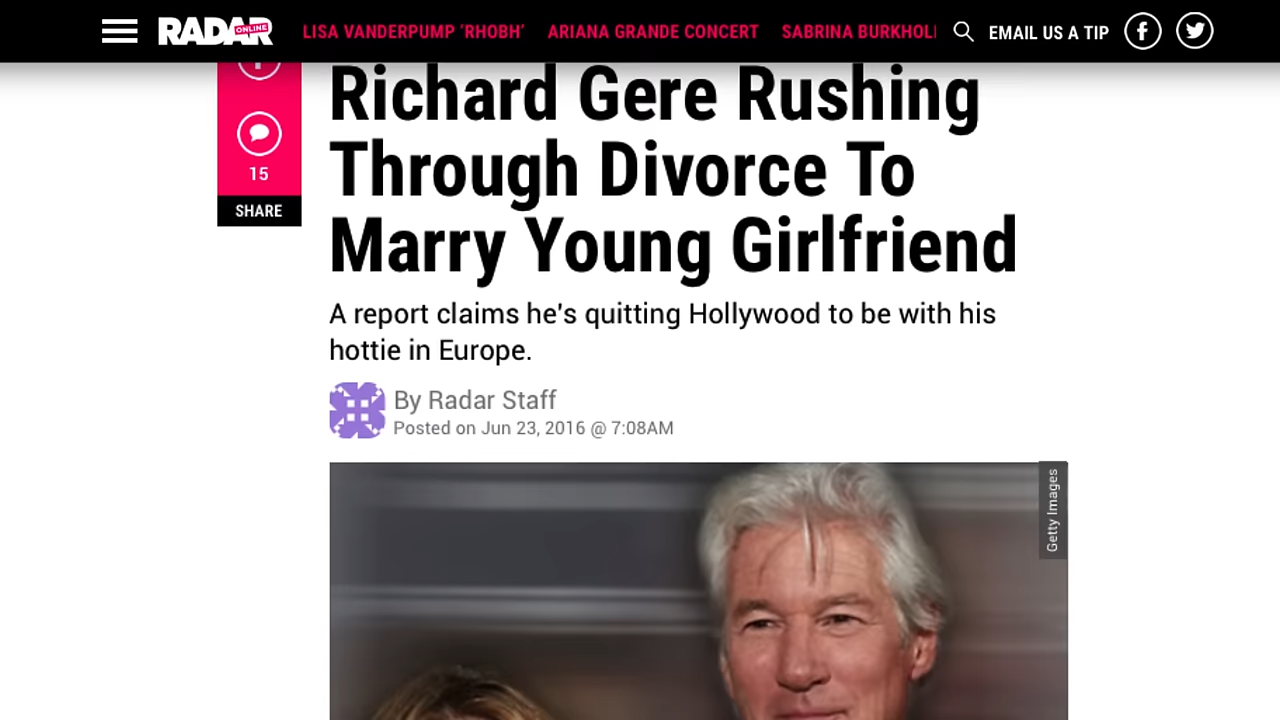 RADAR ONLINE LISA VANDERPUMP 'RHOBH' ARIANA GRANDE CONCERT SABRINA BURKHOL EMAIL US A TIP
15
SHARE
Richard Gere Rushing
Through Divorce To
Marry Young Girlfriend
A report claims he's quitting Hollywood to be with his
hottie in Europe.
By Radar Staff
Posted on Jun 23, 2016 @ 7:08AM
Getty Images